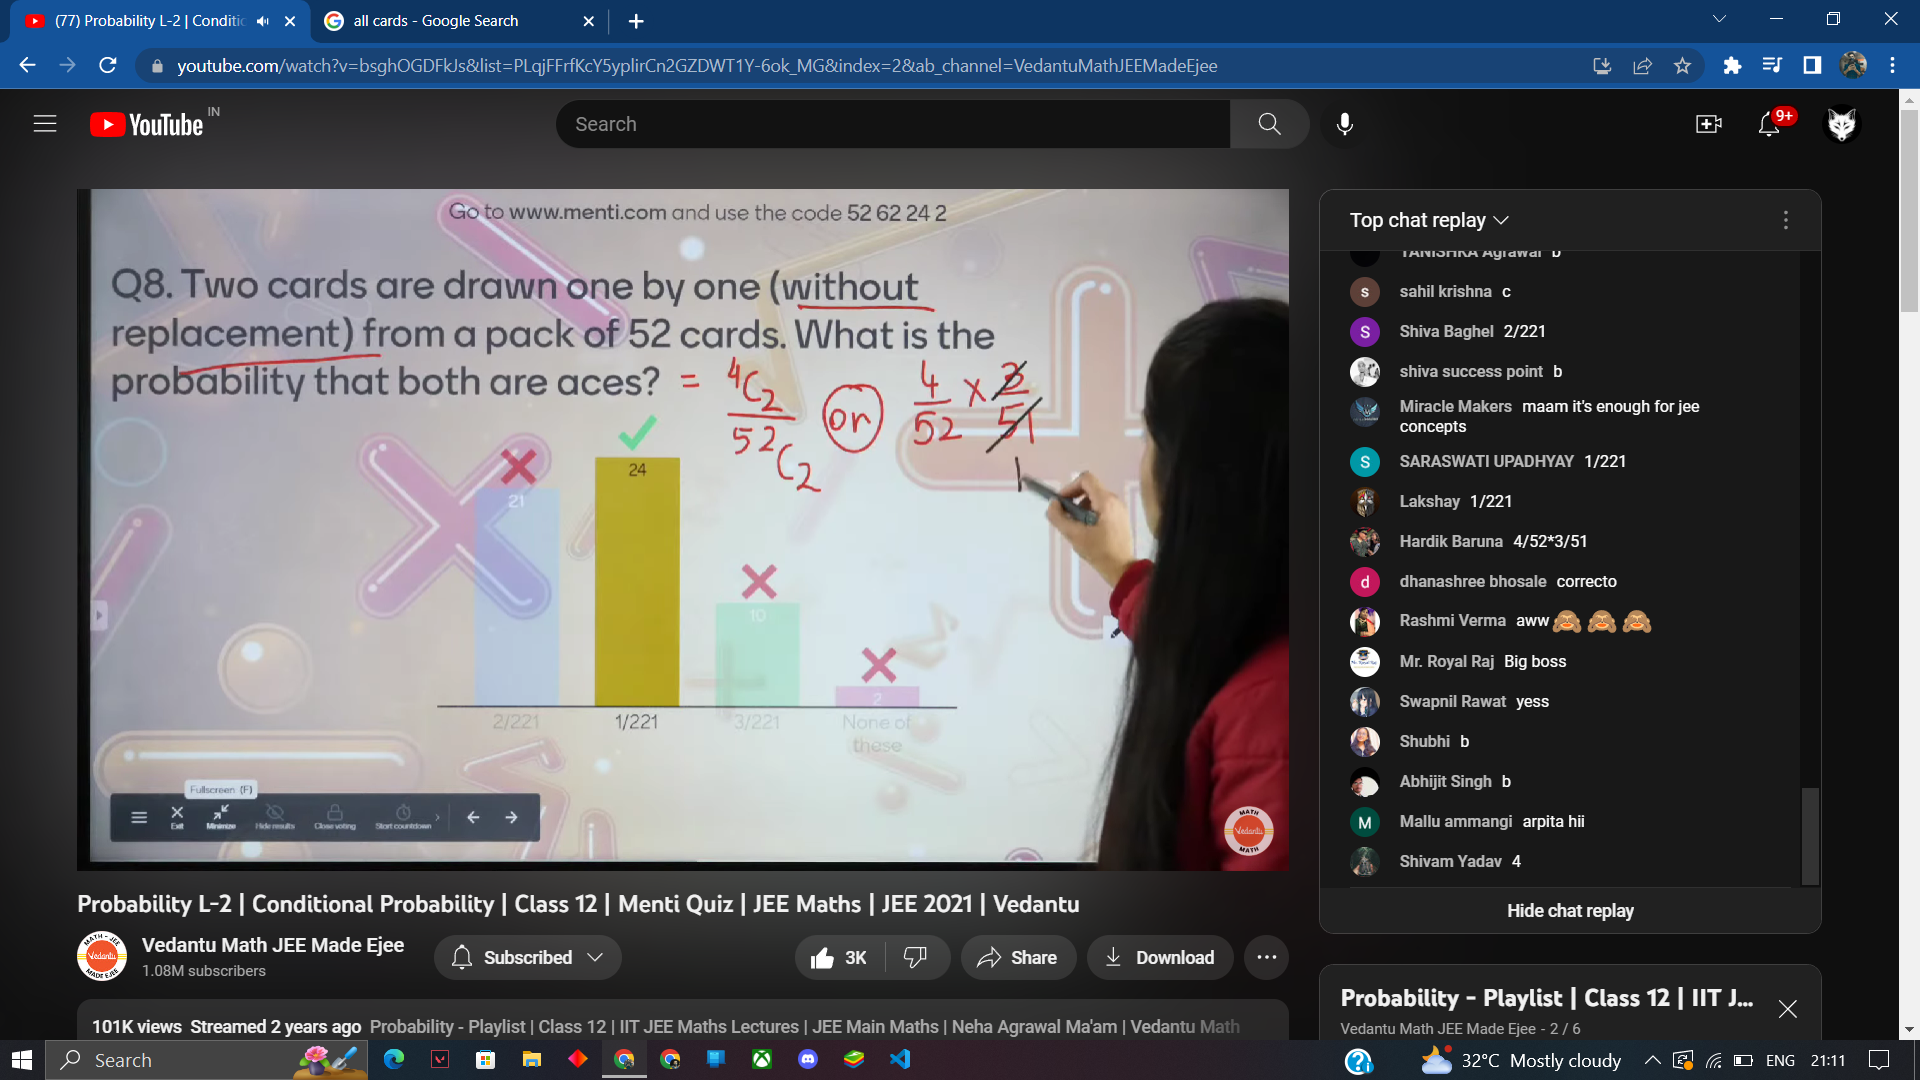 (77) Probability L-2 | Conditic
all cards - Google Search
youtube.com/watch?v=bsghOGDFkJs&list=PLqjFFrfKcY5yplirCn2GZDWT1Y-6ok_MG&index=2&ab_channel=VedantuMathJEEMadeEjee
YouTube IN
Search
9+
Go to www.menti.com and use the code 52 62 24 2
Q8. Two cards are drawn one by one (without
replacement) from a pack of 52 cards. What is the
probability that both are aces?
= 4C2 / 52C2 or 4/52 x 3/51
1
24
21
10
2
2/221
1/221
3/221
None of
these
Fullscreen (F)
Exit
Minimize
Hide results
Close voting
Start countdown
MATH
Vedantu
MATH
Top chat replay
TANISHKA Agrawal b
sahil krishna c
Shiva Baghel 2/221
shiva success point b
Miracle Makers maam it's enough for jee
concepts
SARASWATI UPADHYAY 1/221
Lakshay 1/221
Hardik Baruna 4/52*3/51
dhanashree bhosale correcto
Rashmi Verma aww
Mr. Royal Raj Big boss
Swapnil Rawat yess
Shubhi b
Abhijit Singh b
Mallu ammangi arpita hii
Shivam Yadav 4
Hide chat replay
Probability L-2 | Conditional Probability | Class 12 | Menti Quiz | JEE Maths | JEE 2021 | Vedantu
MATH - JEE
Vedantu
MADE EJEE
Vedantu Math JEE Made Ejee
1.08M subscribers
Subscribed
3K
Share
Download
101K views Streamed 2 years ago Probability - Playlist | Class 12 | IIT JEE Maths Lectures | JEE Main Maths | Neha Agrawal Ma'am | Vedantu Math
Probability - Playlist | Class 12 | IIT J...
Vedantu Math JEE Made Ejee - 2 / 6
Search
32°C Mostly cloudy
ENG
21:11